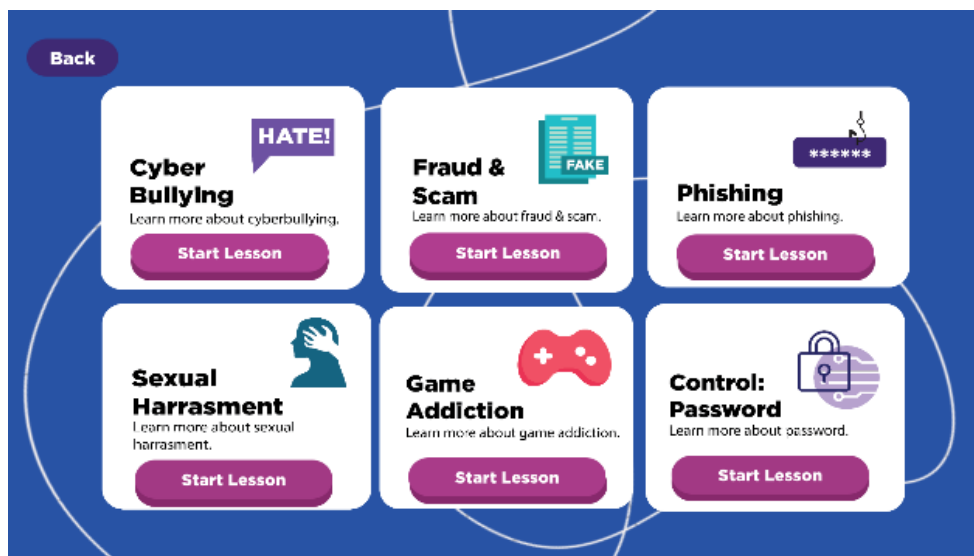 Back
HATE!
Cyber
Bullying
Learn more about cyberbullying.
Start Lesson
FAKE
Fraud &
Scam
Learn more about fraud & scam.
Start Lesson
******
Phishing
Learn more about phishing.
Start Lesson
Sexual
Harrasment
Learn more about sexual
harrasment.
Start Lesson
Game
Addiction
Learn more about game addiction.
Start Lesson
Control:
Password
Learn more about password.
Start Lesson